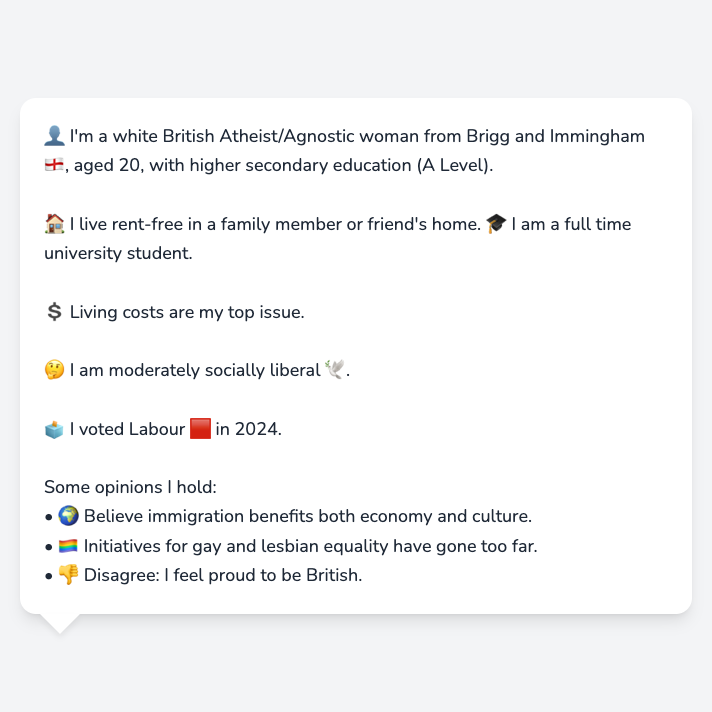 👤 I'm a white British Atheist/Agnostic woman from Brigg and Immingham
🏴󠁧󠁢󠁥󠁮󠁧󠁿, aged 20, with higher secondary education (A Level).
🏠 I live rent-free in a family member or friend's home. 🎓 I am a full time
university student.
💲 Living costs are my top issue.
🤔 I am moderately socially liberal 🕊️.
🗳️ I voted Labour 🟥 in 2024.
Some opinions I hold:
• 🌍 Believe immigration benefits both economy and culture.
• 🏳️‍🌈 Initiatives for gay and lesbian equality have gone too far.
• 👎 Disagree: I feel proud to be British.